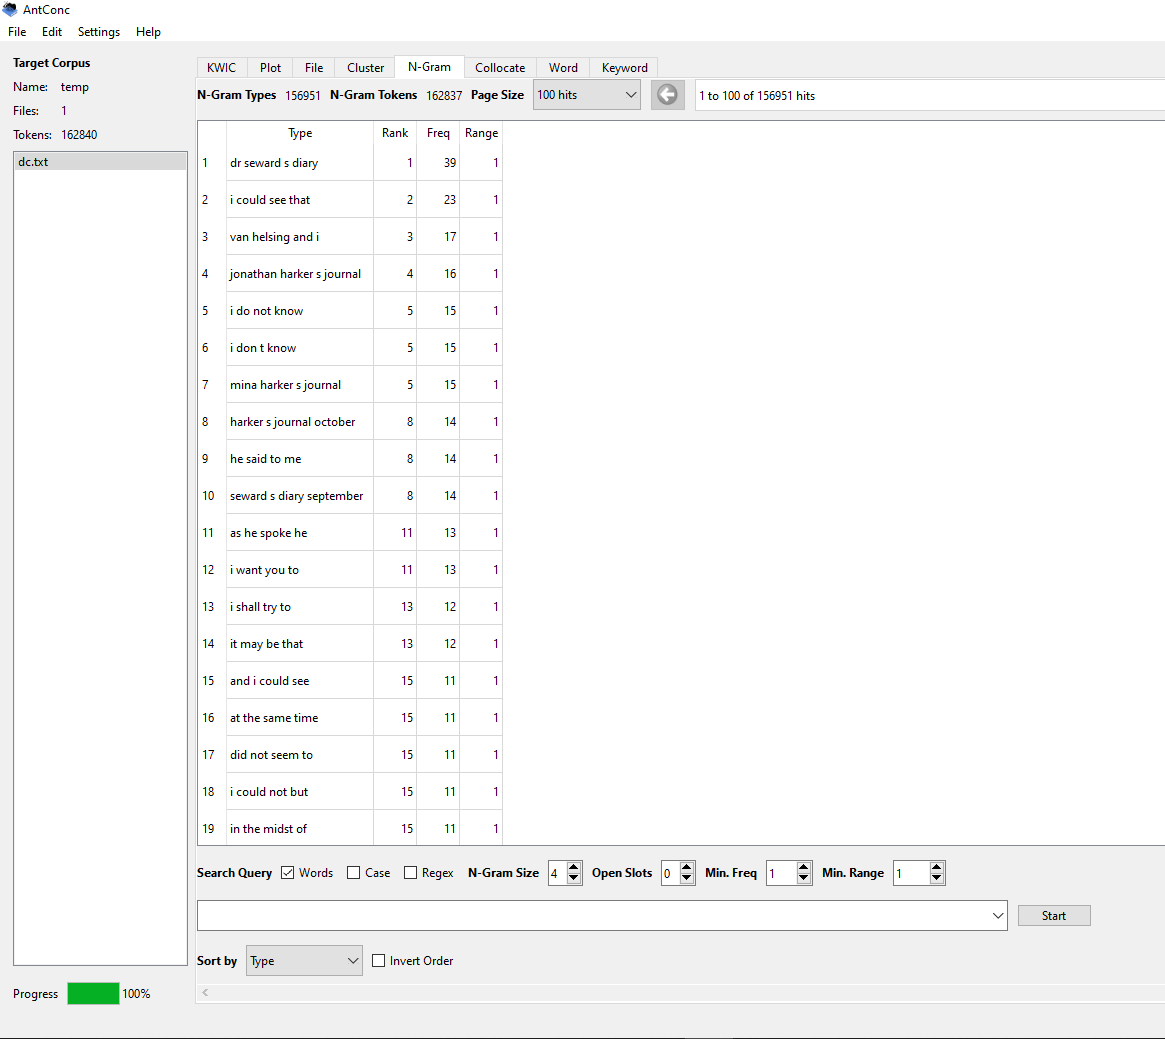 AntConc
File Edit Settings Help
Target Corpus
Name: temp
Files: 1
Tokens: 162840
dc.txt
Progress 100%
KWIC Plot File Cluster N-Gram Collocate Word Keyword
N-Gram Types 156951 N-Gram Tokens 162837 Page Size 100 hits 1 to 100 of 156951 hits
Type Rank Freq Range
1 dr seward s diary 1 39 1
2 i could see that 2 23 1
3 van helsing and i 3 17 1
4 jonathan harker s journal 4 16 1
5 i do not know 5 15 1
6 i don t know 5 15 1
7 mina harker s journal 5 15 1
8 harker s journal october 8 14 1
9 he said to me 8 14 1
10 seward s diary september 8 14 1
11 as he spoke he 11 13 1
12 i want you to 11 13 1
13 i shall try to 13 12 1
14 it may be that 13 12 1
15 and i could see 15 11 1
16 at the same time 15 11 1
17 did not seem to 15 11 1
18 i could not but 15 11 1
19 in the midst of 15 11 1
Search Query Words Case Regex N-Gram Size 4 Open Slots 0 Min. Freq 1 Min. Range 1
Start
Sort by Type Invert Order